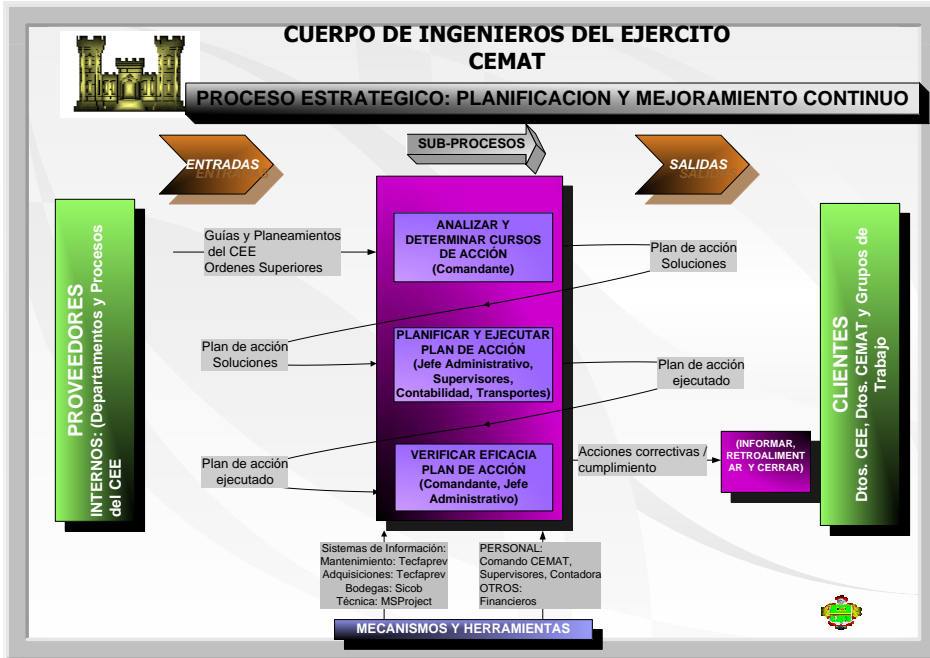 CUERPO DE INGENIEROS DEL EJERCITO
CEMAT
PROCESO ESTRATEGICO: PLANIFICACION Y MEJORAMIENTO CONTINUO
ENTRADAS
SUB-PROCESOS
SALIDAS
PROVEEDORES
INTERNOS: (Departamentos y Procesos
del CEE
Guías y Planeamientos
del CEE
Ordenes Superiores
ANALIZAR Y
DETERMINAR CURSOS
DE ACCIÓN
(Comandante)
Plan de acción
Soluciones
Plan de acción
Soluciones
PLANIFICAR Y EJECUTAR
PLAN DE ACCIÓN
(Jefe Administrativo,
Supervisores,
Contabilidad, Transportes)
Plan de acción
ejecutado
Plan de acción
ejecutado
VERIFICAR EFICACIA
PLAN DE ACCIÓN
(Comandante, Jefe
Administrativo)
Acciones correctivas /
cumplimiento
(INFORMAR,
RETROALIMENT
AR Y CERRAR)
CLIENTES
Dtos. CEE, Dtos. CEMAT y Grupos de
Trabajo
Sistemas de Información:
Mantenimiento: Tecfaprev
Adquisiciones: Tecfaprev
Bodegas: Sicob
Técnica: MSProject
PERSONAL:
Comando CEMAT,
Supervisores, Contadora
OTROS:
Financieros
MECANISMOS Y HERRAMIENTAS